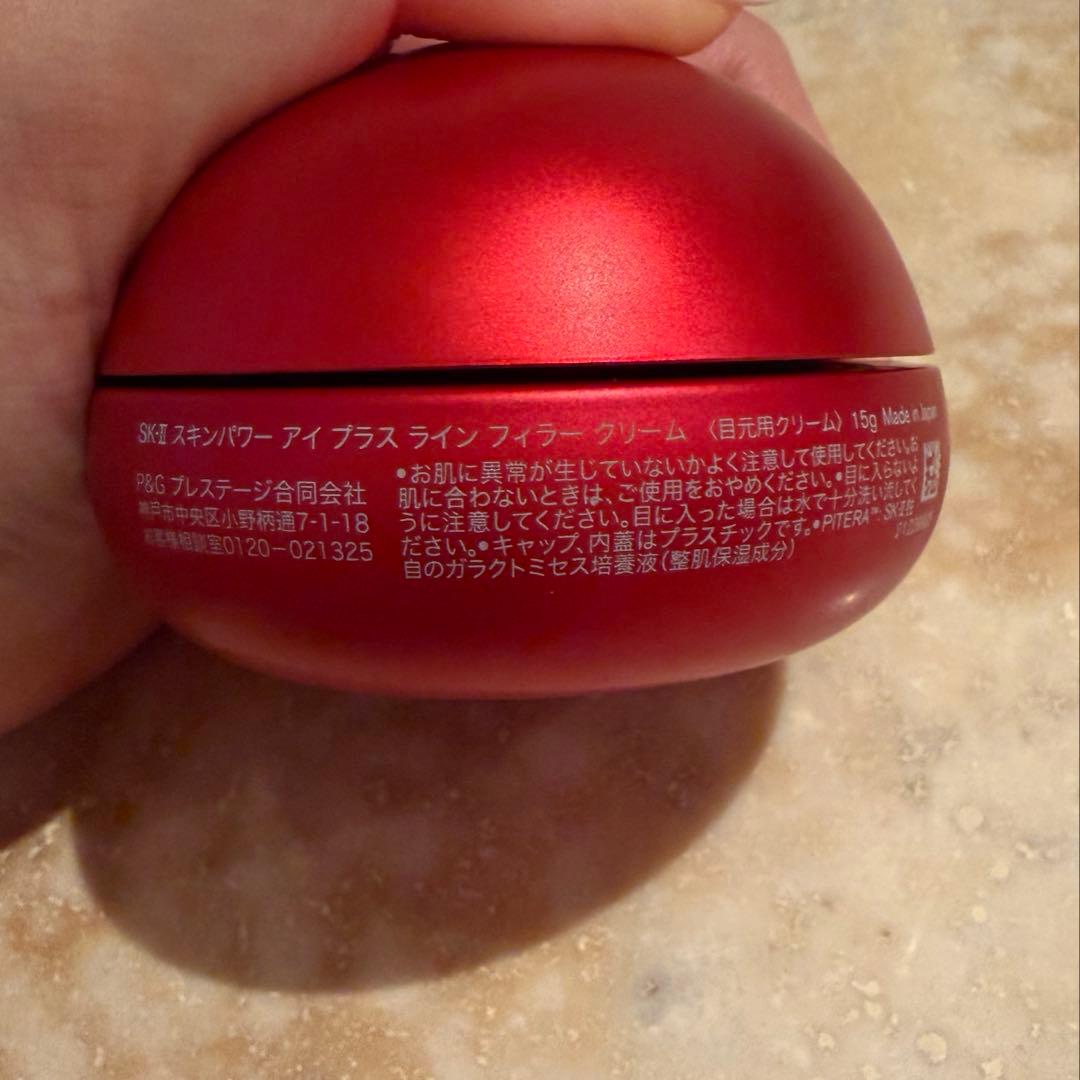 SK-II スキンパワー アイ プラス ライン フィラー クリーム 〈目元用クリーム〉 15g Made in Japan
P&G プレステージ合同会社
神戸市中央区小野柄通7-1-18
お客様相談室0120-021325
•お肌に異常が生じていないかよく注意して使用してください。お
肌に合わないときは、ご使用をおやめください。•目に入らないよ
うに注意してください。目に入った場合は水で十分洗い流してく
ださい。•キャップ、内蓋はプラスチックです。•PITERA™: SK-II独
自のガラクトミセス培養液（整肌保湿成分）